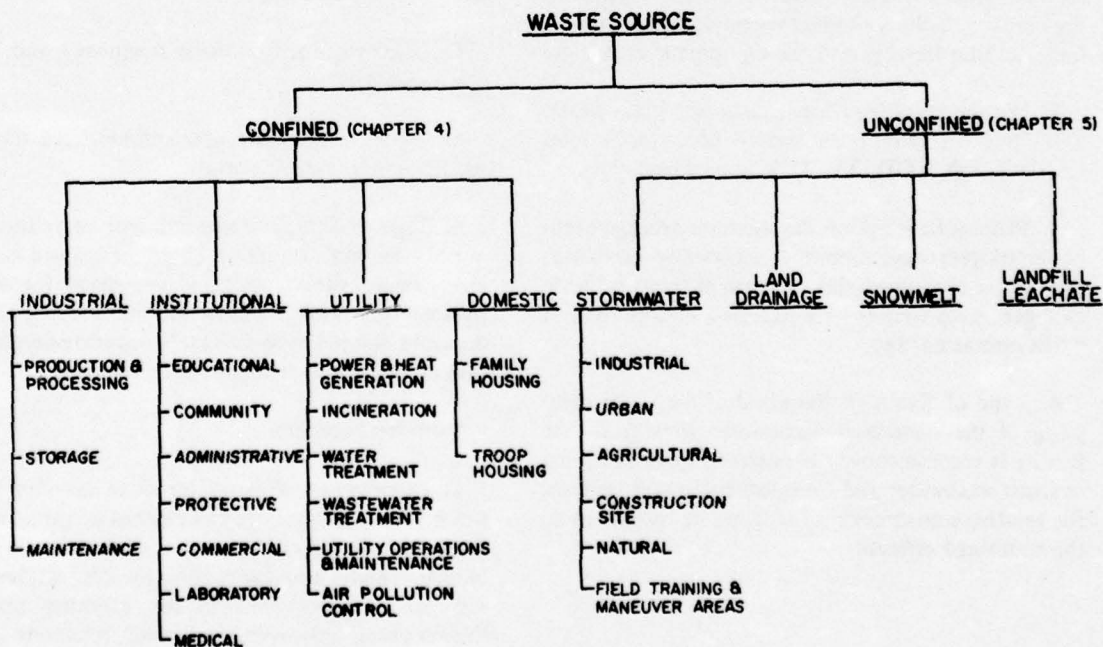 WASTE SOURCE
CONFINED (CHAPTER 4)
UNCONFINED (CHAPTER 5)
INDUSTRIAL
PRODUCTION &
PROCESSING
STORAGE
MAINTENANCE
INSTITUTIONAL
EDUCATIONAL
COMMUNITY
ADMINISTRATIVE
PROTECTIVE
COMMERCIAL
LABORATORY
MEDICAL
UTILITY
POWER & HEAT
GENERATION
INCINERATION
WATER
TREATMENT
WASTEWATER
TREATMENT
UTILITY OPERATIONS
& MAINTENANCE
AIR POLLUTION
CONTROL
DOMESTIC
FAMILY
HOUSING
TROOP
HOUSING
STORMWATER
INDUSTRIAL
URBAN
AGRICULTURAL
CONSTRUCTION
SITE
NATURAL
FIELD TRAINING &
MANEUVER AREAS
LAND
DRAINAGE
SNOWMELT
LANDFILL
LEACHATE